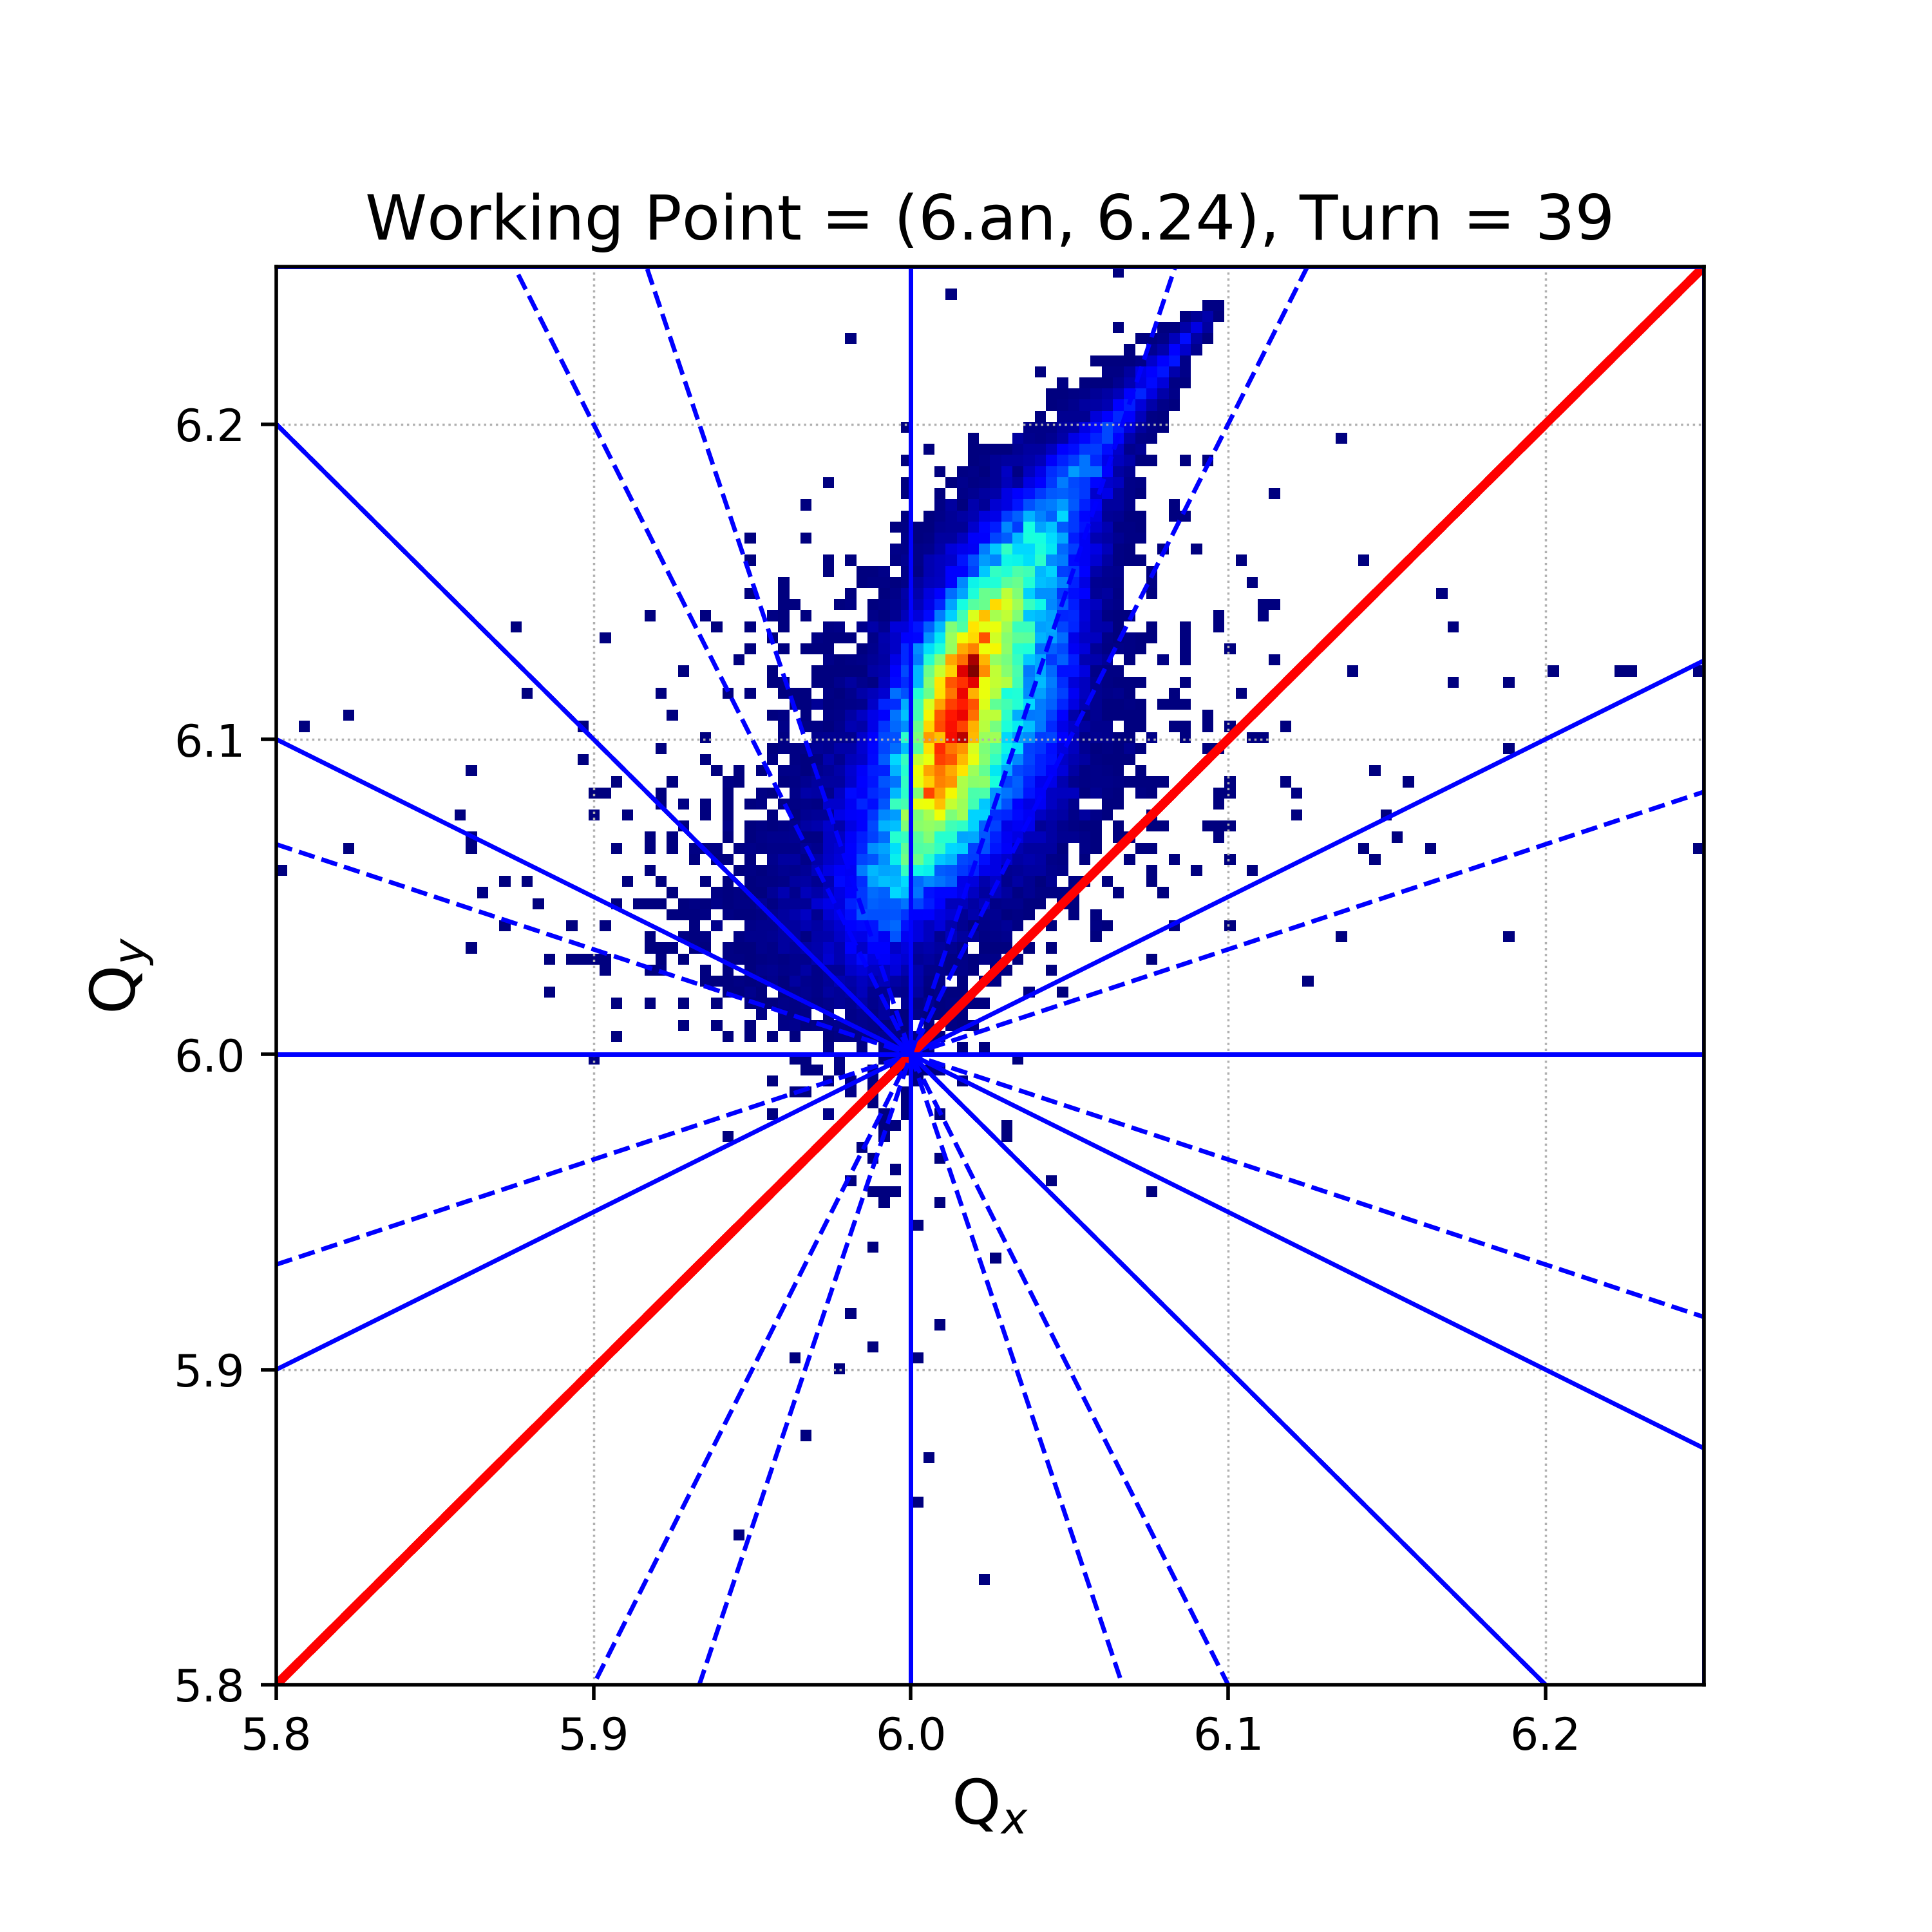 Working Point = (6.an, 6.24), Turn = 39
6.2
6.1
6.0
5.9
5.8
Qy
5.8 5.9 6.0 6.1 6.2
Qx